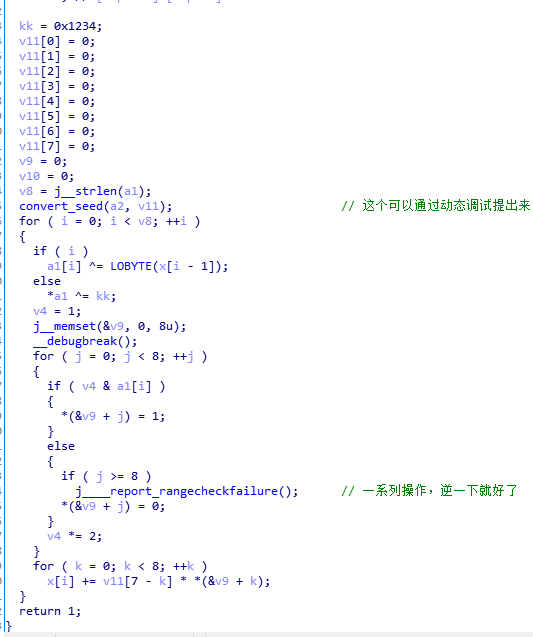 kk = 0x1234;
v11[0] = 0;
v11[1] = 0;
v11[2] = 0;
v11[3] = 0;
v11[4] = 0;
v11[5] = 0;
v11[6] = 0;
v11[7] = 0;
v9 = 0;
v10 = 0;
v8 = j__strlen(a1);
convert_seed(a2, v11); // 这个可以通过动态调试提出来
for ( i = 0; i < v8; ++i )
{
if ( i )
a1[i] ^= LOBYTE(x[i - 1]);
else
*a1 ^= kk;
v4 = 1;
j__memset(&v9, 0, 8u);
__debugbreak();
for ( j = 0; j < 8; ++j )
{
if ( v4 & a1[i] )
{
*(&v9 + j) = 1;
}
else
{
if ( j >= 8 )
j____report_rangecheckfailure(); // 一系列操作，逆一下就好了
*(&v9 + j) = 0;
}
v4 *= 2;
}
for ( k = 0; k < 8; ++k )
x[i] += v11[7 - k] * *(&v9 + k);
}
return 1;
}